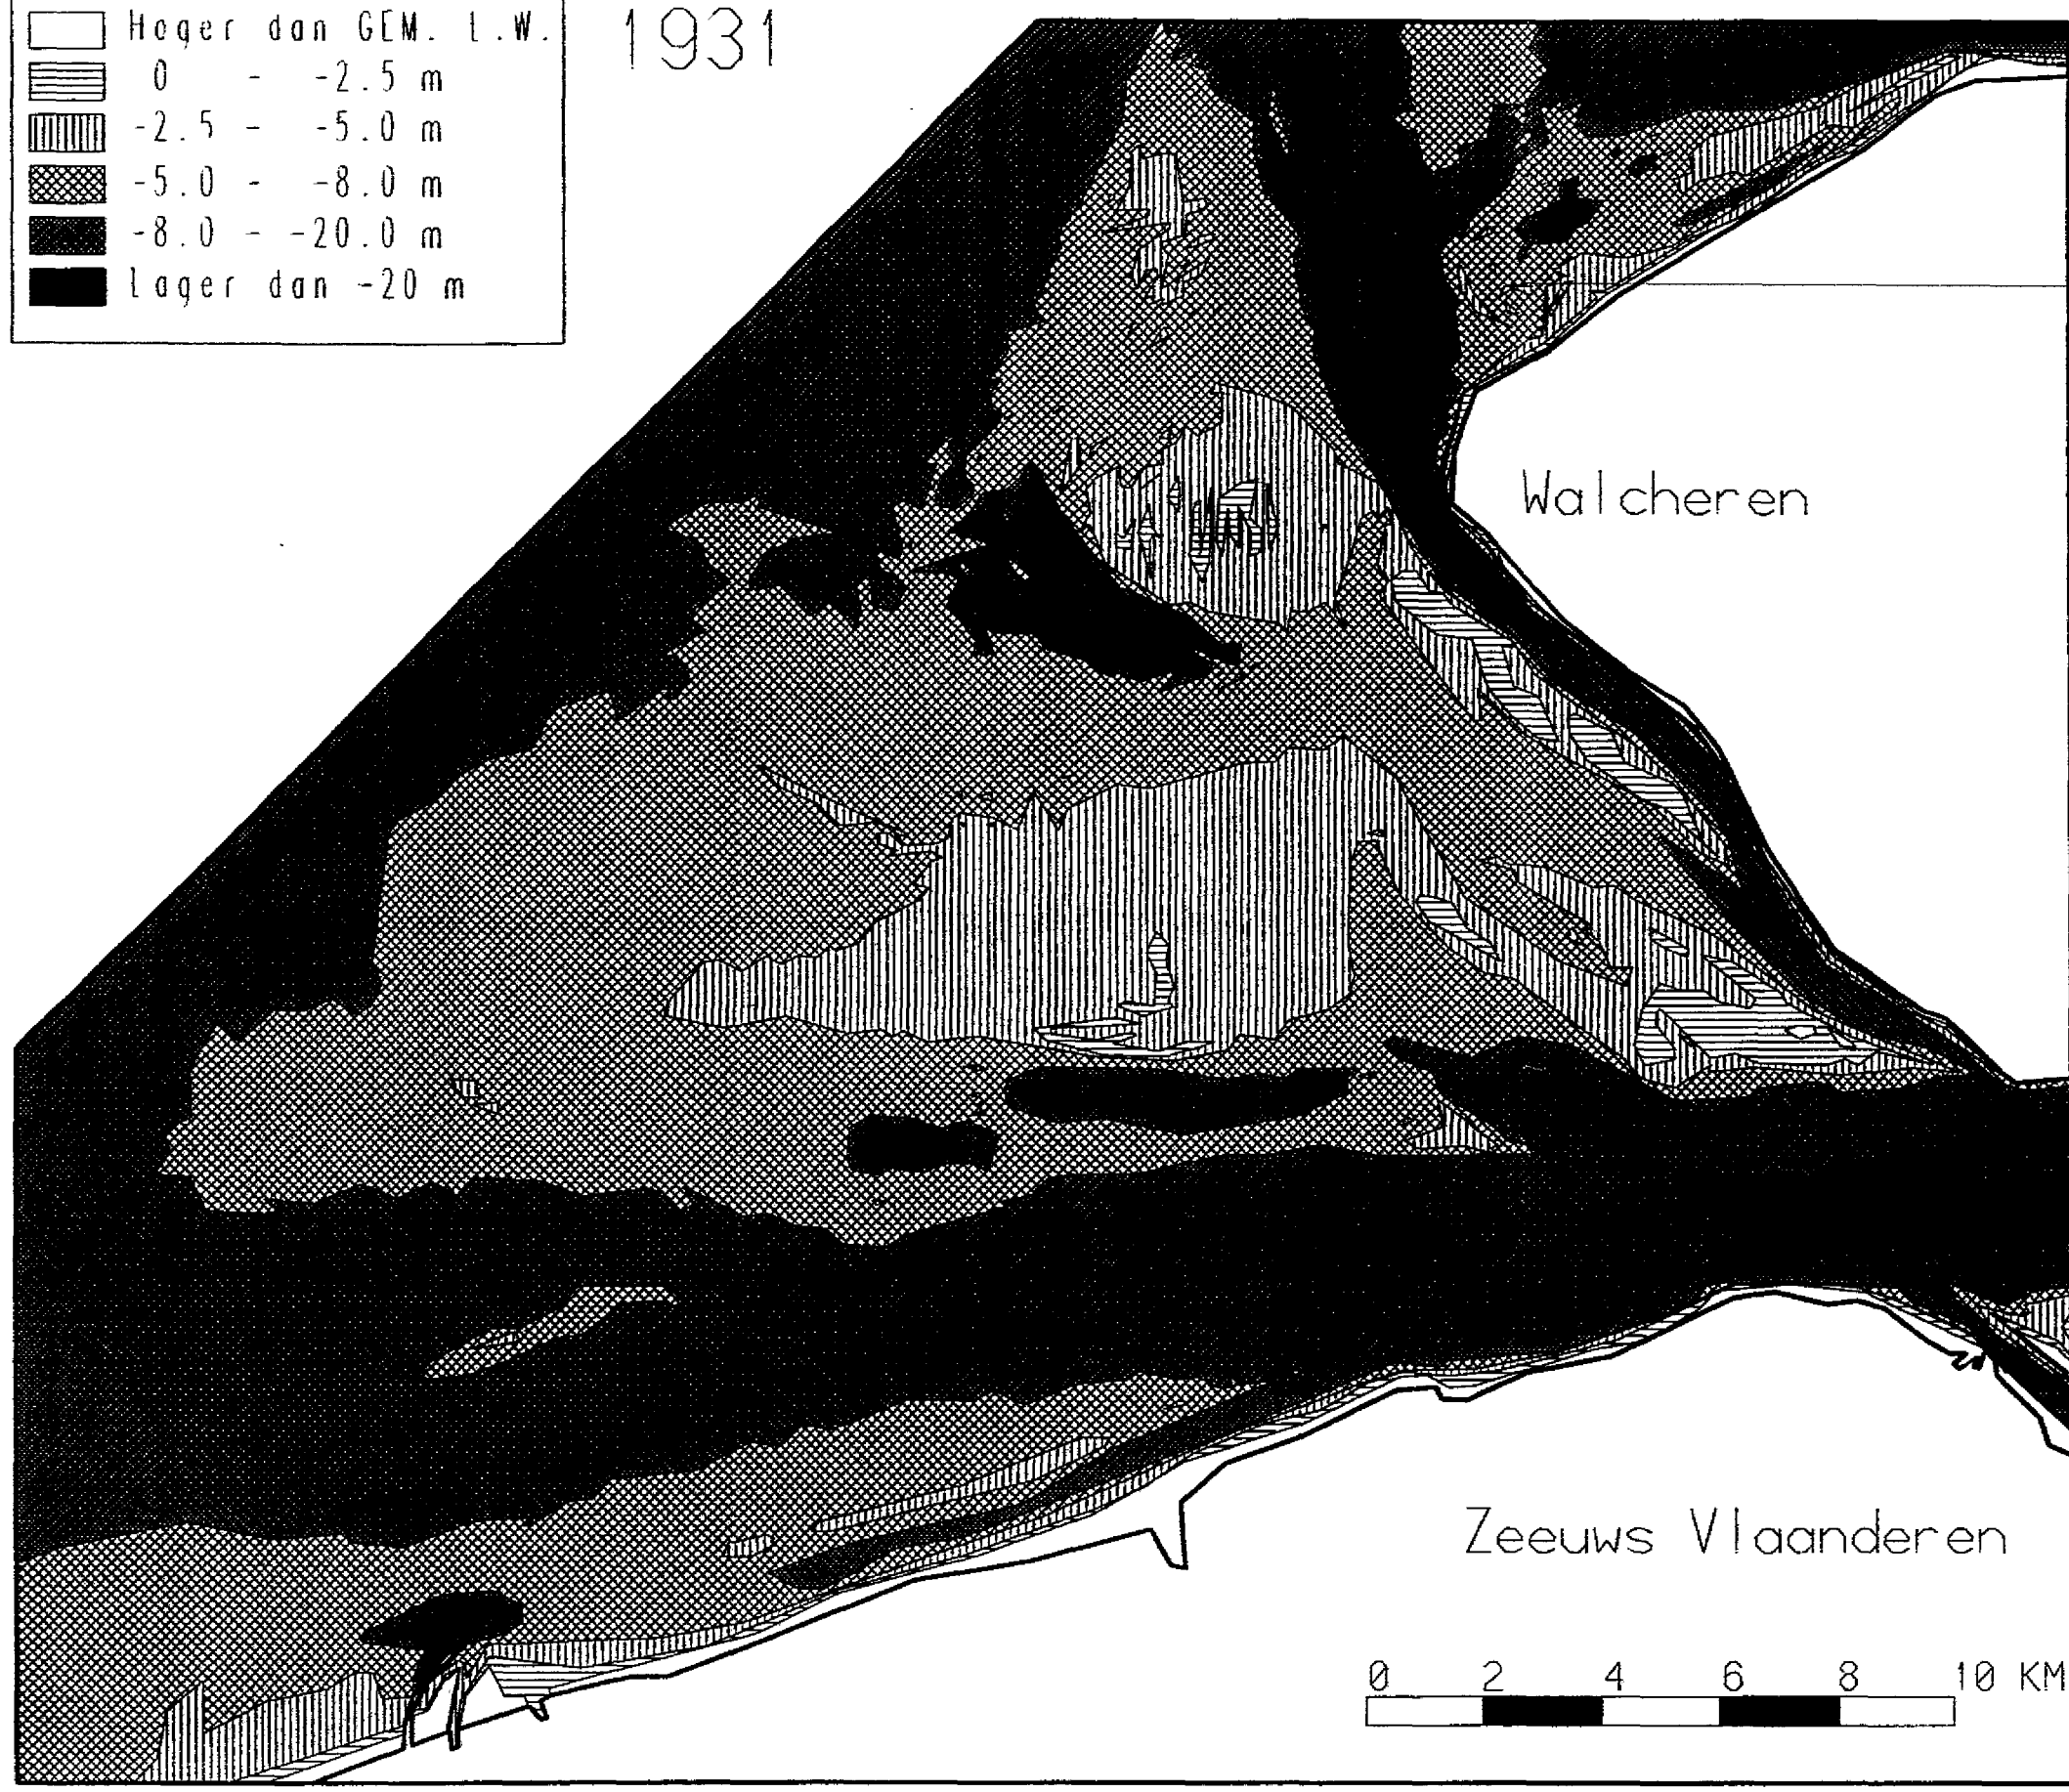 Hoger dan GEM. L.W.
0 - -2.5 m
-2.5 - -5.0 m
-5.0 - -8.0 m
-8.0 - -20.0 m
Lager dan -20 m
1931
Walcheren
Zeeuws Vlaanderen
0 2 4 6 8 10 KM